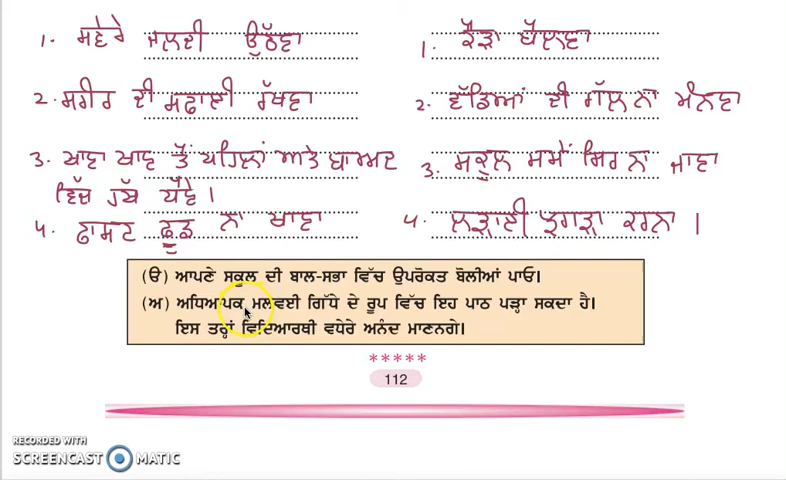 1. ਸਵੇਰੇ ਜਲਦੀ ਉੱਠਣਾ
2. ਸਰੀਰ ਦੀ ਸਫਾਈ ਰੱਖਣਾ
3. ਖਾਣਾ ਖਾਣ ਤੋਂ ਪਹਿਲਾਂ ਅਤੇ ਬਾਅਦ
ਵਿੱਚ ਹੱਥ ਧੋਣੇ ।
4. ਫਾਸਟ ਫੂਡ ਨਾ ਖਾਣਾ
1. ਰੌਲਾ ਪਾਉਣਾ
2. ਵੱਡਿਆਂ ਦੀ ਗੱਲ ਨਾ ਮੰਨਣਾ
3. ਸਕੂਲ ਸਮੇਂ ਸਿਰ ਨਾ ਜਾਣਾ
4. ਲੜਾਈ ਝਗੜਾ ਕਰਨਾ ।
(ੳ) ਆਪਣੇ ਸਕੂਲ ਦੀ ਬਾਲ-ਸਭਾ ਵਿੱਚ ਉਪਰੋਕਤ ਬੋਲੀਆਂ ਪਾਓ।
(ਅ) ਅਧਿਆਪਕ ਮਲਵਈ ਗਿੱਧੇ ਦੇ ਰੂਪ ਵਿੱਚ ਇਹ ਪਾਠ ਪੜ੍ਹਾ ਸਕਦਾ ਹੈ।
ਇਸ ਤਰ੍ਹਾਂ ਵਿਦਿਆਰਥੀ ਵਧੇਰੇ ਅਨੰਦ ਮਾਣਨਗੇ।
*****
112
RECORDED WITH
SCREENCAST MATIC